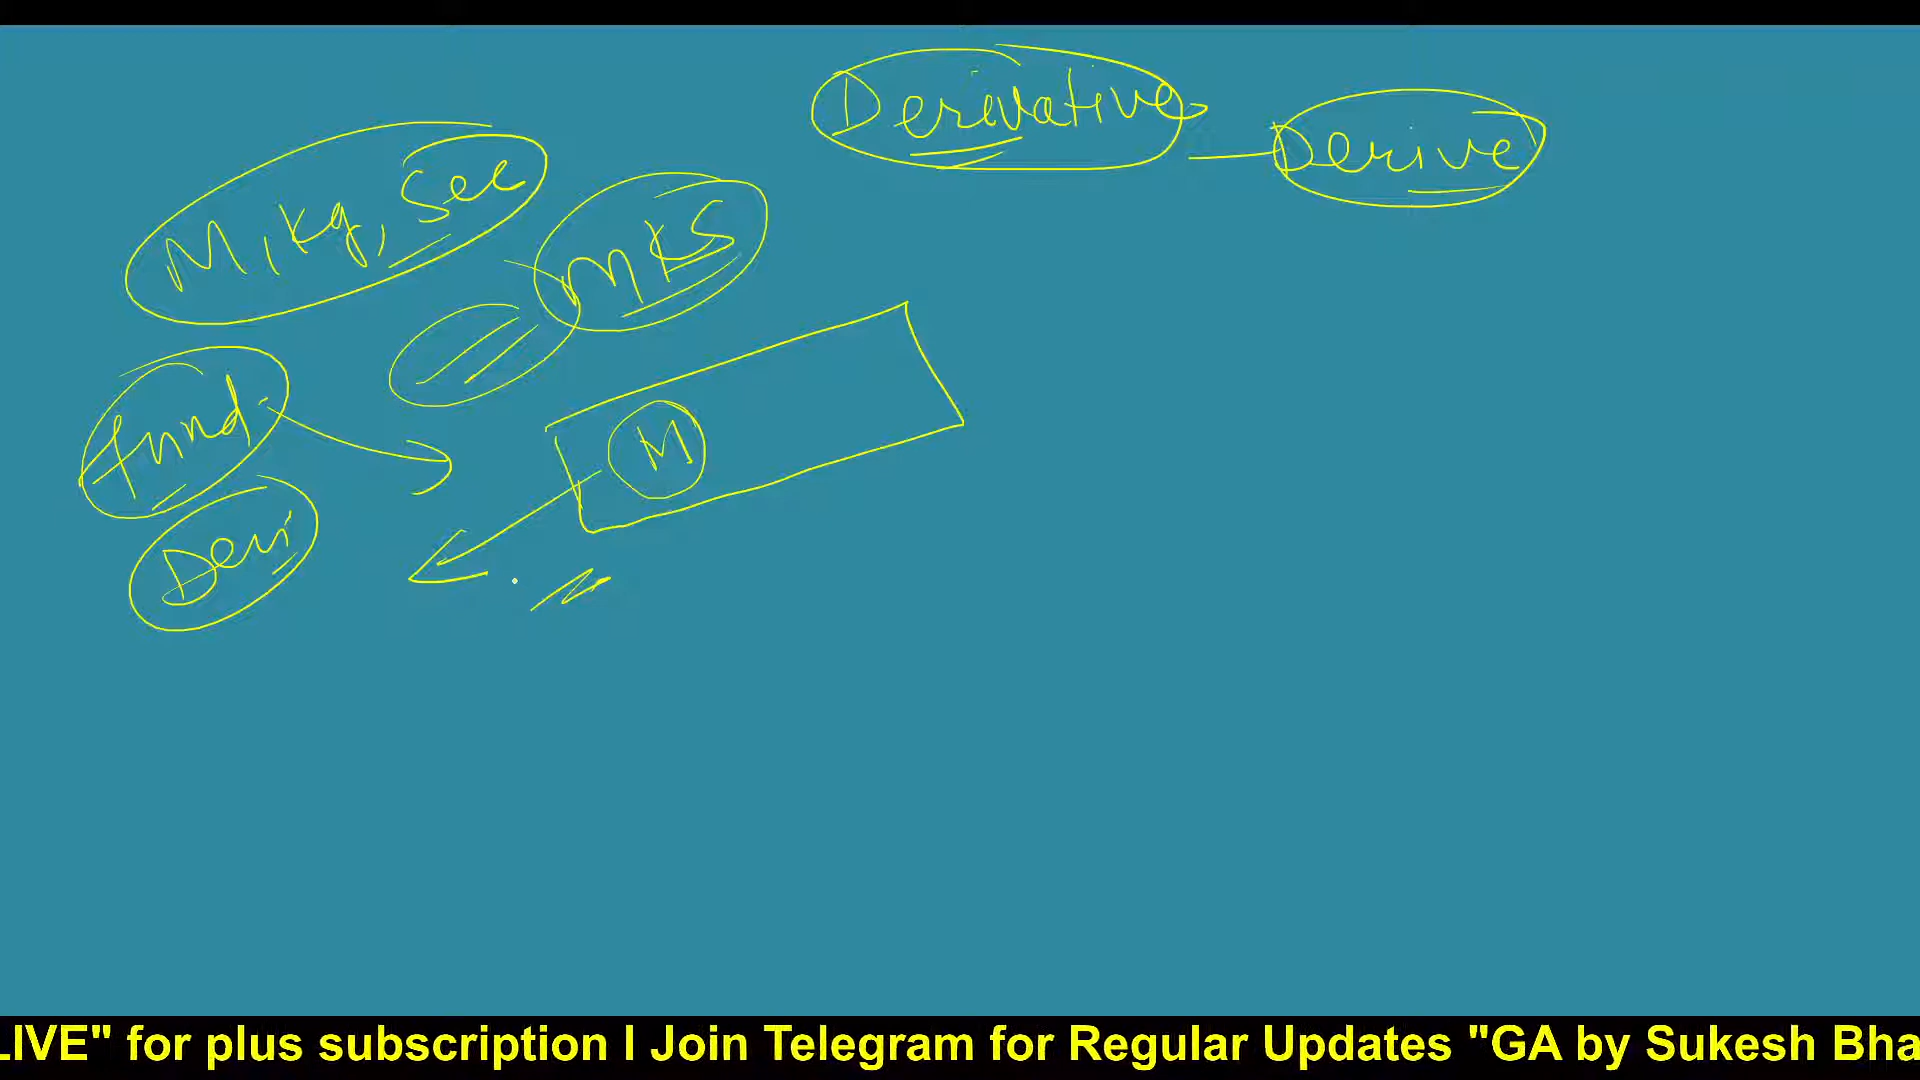 Derivative
Derive
M, kg, sec
MKS
fund.
M
Deri
LIVE" for plus subscription I Join Telegram for Regular Updates "GA by Sukesh Bha